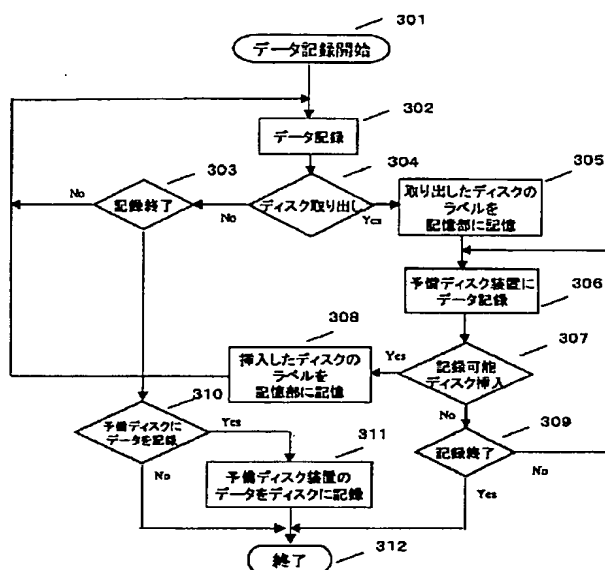 301
データ記録開始
302
データ記録
303
304
305
記録終了
No
No
ディスク取り出し
Yes
取り出したディスクの
ラベルを
記憶部に記憶
予備ディスク装置に
データ記録
306
308
307
挿入したディスクの
ラベルを
記憶部に記憶
Yes
記録可能
ディスク挿入
310
No
309
予備ディスクに
データを記録
Yes
311
記録終了
No
No
予備ディスク装置の
データをディスクに記録
Yes
終了
312